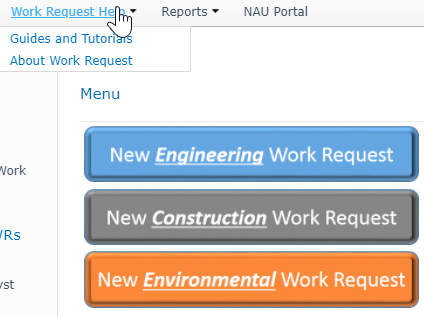 Work Request Help Reports NAU Portal
Guides and Tutorials
About Work Request
Menu
New Engineering Work Request
Work
New Construction Work Request
WRs
New Environmental Work Request
yst